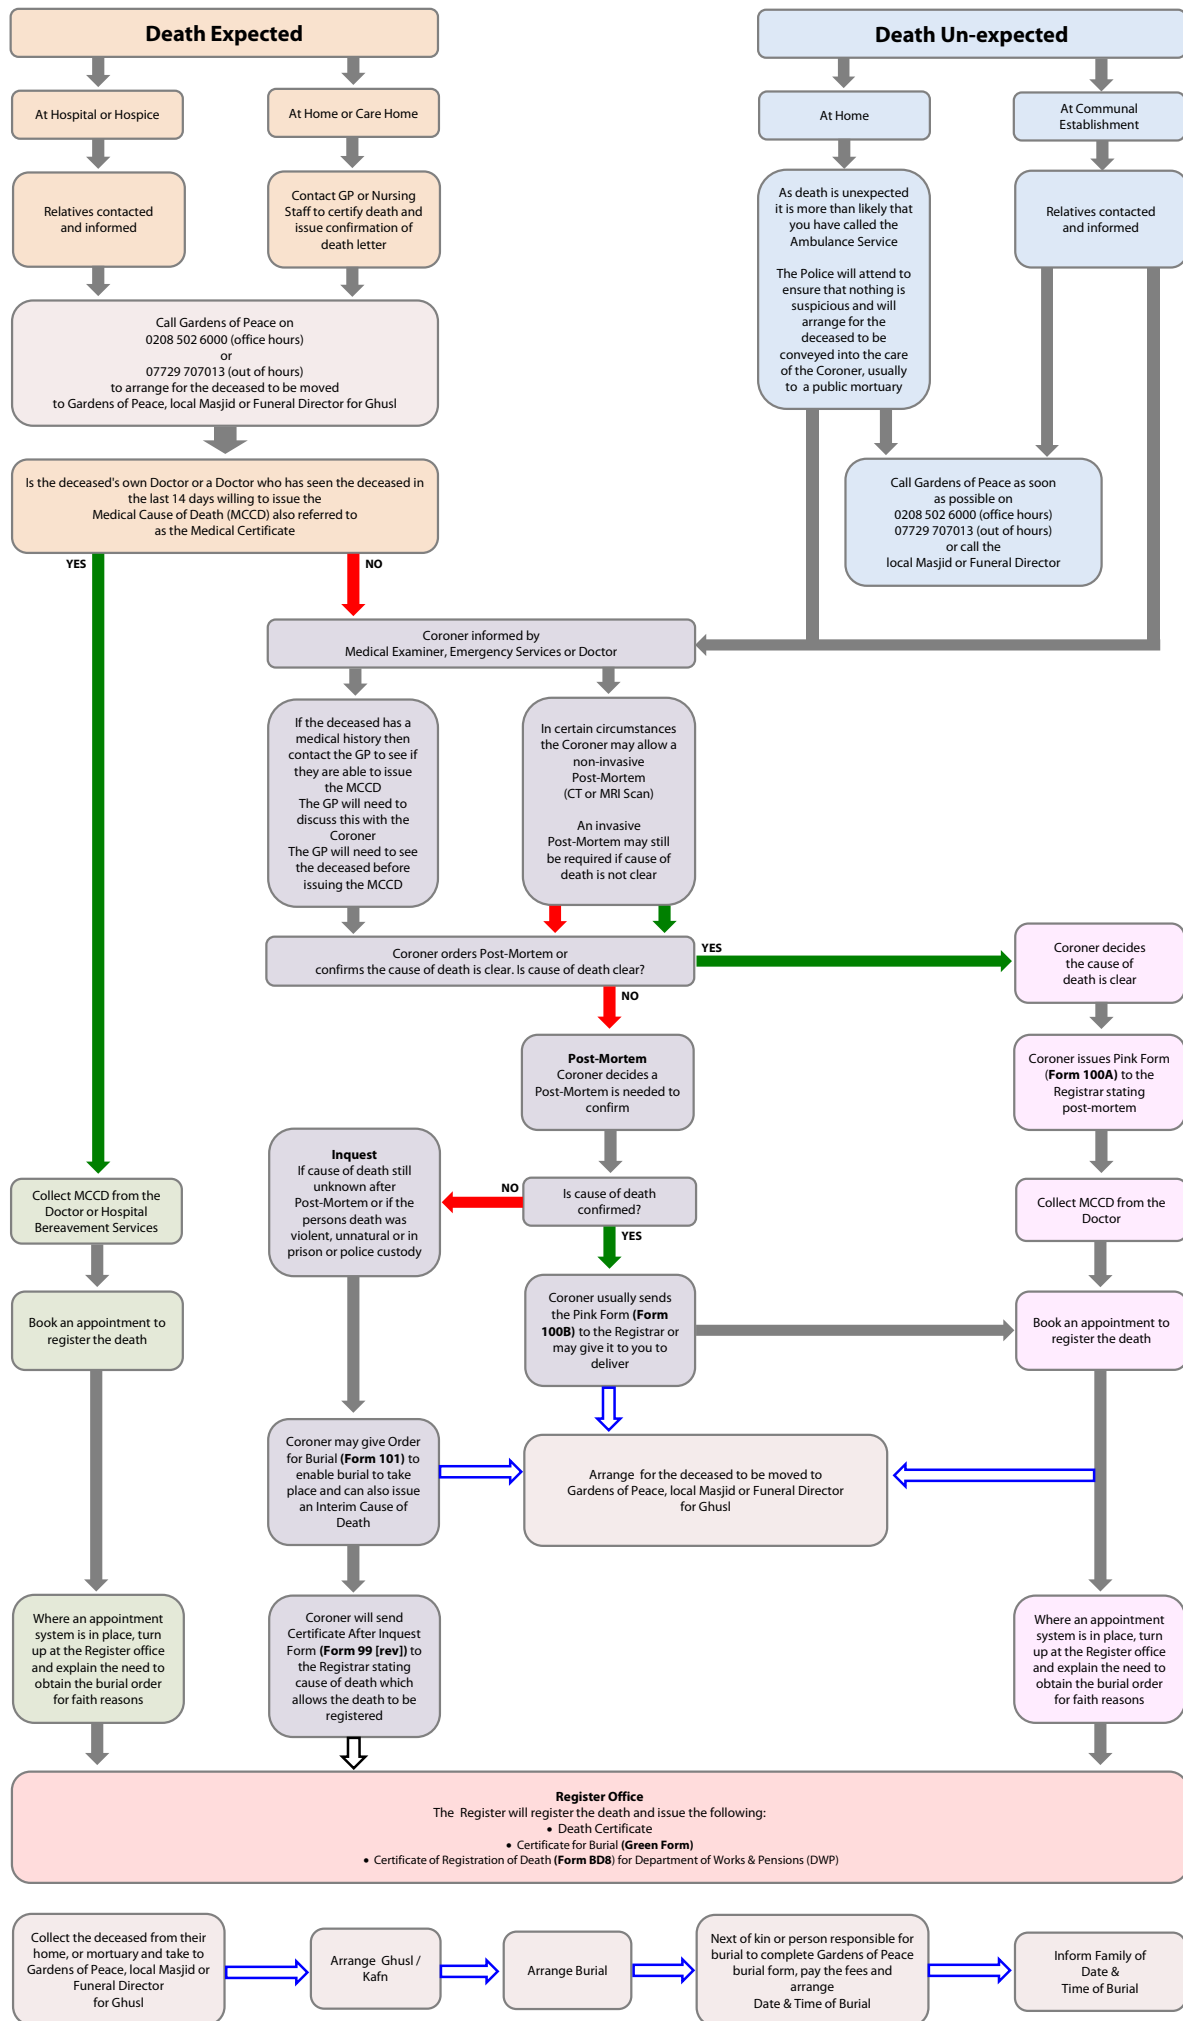 Death Expected
Death Un-expected
At Hospital or Hospice
At Home or Care Home
At Home
At Communal
Establishment
Relatives contacted
and informed
Contact GP or Nursing
Staff to certify death and
issue confirmation of
death letter
As death is unexpected
it is more than likely that
you have called the
Ambulance Service
The Police will attend to
ensure that nothing is
suspicious and will
arrange for the
deceased to be
conveyed into the care
of the Coroner, usually
to a public mortuary
Relatives contacted
and informed
Call Gardens of Peace on
0208 502 6000 (office hours)
or
07729 707013 (out of hours)
to arrange for the deceased to be moved
to Gardens of Peace, local Masjid or Funeral Director for Ghusl
Call Gardens of Peace as soon
as possible on
0208 502 6000 (office hours)
07729 707013 (out of hours)
or call the
local Masjid or Funeral Director
Is the deceased's own Doctor or a Doctor who has seen the deceased in
the last 14 days willing to issue the
Medical Cause of Death (MCCD) also referred to
as the Medical Certificate
YES
NO
Coroner informed by
Medical Examiner, Emergency Services or Doctor
If the deceased has a
medical history then
contact the GP to see if
they are able to issue
the MCCD
The GP will need to
discuss this with the
Coroner
The GP will need to see
the deceased before
issuing the MCCD
In certain circumstances
the Coroner may allow a
non-invasive
Post-Mortem
(CT or MRI Scan)
An invasive
Post-Mortem may still
be required if cause of
death is not clear
Coroner orders Post-Mortem or
confirms the cause of death is clear. Is cause of death clear?
YES
NO
Coroner decides
the cause of
death is clear
Post-Mortem
Coroner decides a
Post-Mortem is needed to
confirm
Coroner issues Pink Form
(Form 100A) to the
Registrar stating
post-mortem
Inquest
If cause of death still
unknown after
Post-Mortem or if the
persons death was
violent, unnatural or in
prison or police custody
NO
Is cause of death
confirmed?
YES
Collect MCCD from the
Doctor or Hospital
Bereavement Services
Collect MCCD from the
Doctor
Book an appointment to
register the death
Coroner usually sends
the Pink Form (Form
100B) to the Registrar or
may give it to you to
deliver
Book an appointment to
register the death
Coroner may give Order
for Burial (Form 101) to
enable burial to take
place and can also issue
an Interim Cause of
Death
Arrange for the deceased to be moved to
Gardens of Peace, local Masjid or Funeral Director
for Ghusl
Where an appointment
system is in place, turn
up at the Register office
and explain the need to
obtain the burial order
for faith reasons
Coroner will send
Certificate After Inquest
Form (Form 99 [rev]) to
the Registrar stating
cause of death which
allows the death to be
registered
Where an appointment
system is in place, turn
up at the Register office
and explain the need to
obtain the burial order
for faith reasons
Register Office
The Register will register the death and issue the following:
• Death Certificate
• Certificate for Burial (Green Form)
• Certificate of Registration of Death (Form BD8) for Department of Works & Pensions (DWP)
Collect the deceased from their
home, or mortuary and take to
Gardens of Peace, local Masjid or
Funeral Director
for Ghusl
Arrange Ghusl /
Kafn
Arrange Burial
Next of kin or person responsible for
burial to complete Gardens of Peace
burial form, pay the fees and
arrange
Date & Time of Burial
Inform Family of
Date &
Time of Burial